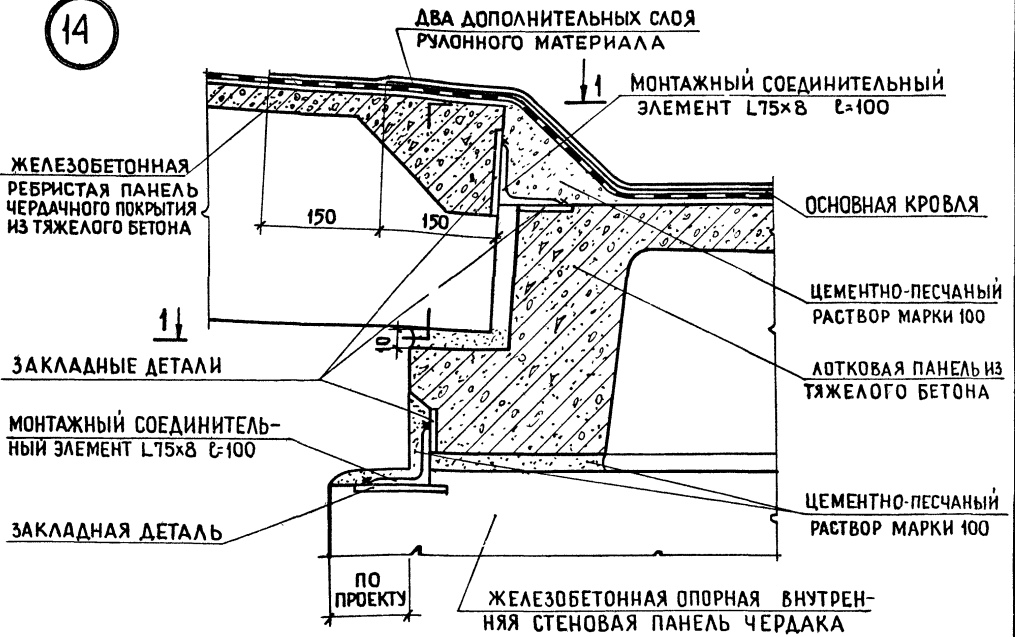 14
ДВА ДОПОЛНИТЕЛЬНЫХ СЛОЯ
РУЛОННОГО МАТЕРИАЛА
1
МОНТАЖНЫЙ СОЕДИНИТЕЛЬНЫЙ
ЭЛЕМЕНТ L75×8 ℓ=100
ЖЕЛЕЗОБЕТОННАЯ
РЕБРИСТАЯ ПАНЕЛЬ
ЧЕРДАЧНОГО ПОКРЫТИЯ
ИЗ ТЯЖЕЛОГО БЕТОНА
150
150
ОСНОВНАЯ КРОВЛЯ
ЦЕМЕНТНО-ПЕСЧАНЫЙ
РАСТВОР МАРКИ 100
1
10
ЗАКЛАДНЫЕ ДЕТАЛИ
ЛОТКОВАЯ ПАНЕЛЬ ИЗ
ТЯЖЕЛОГО БЕТОНА
МОНТАЖНЫЙ СОЕДИНИТЕЛЬ-
НЫЙ ЭЛЕМЕНТ L75×8 ℓ=100
ЗАКЛАДНАЯ ДЕТАЛЬ
ЦЕМЕНТНО-ПЕСЧАНЫЙ
РАСТВОР МАРКИ 100
ПО
ПРОЕКТУ
ЖЕЛЕЗОБЕТОННАЯ ОПОРНАЯ ВНУТРЕН-
НЯЯ СТЕНОВАЯ ПАНЕЛЬ ЧЕРДАКА